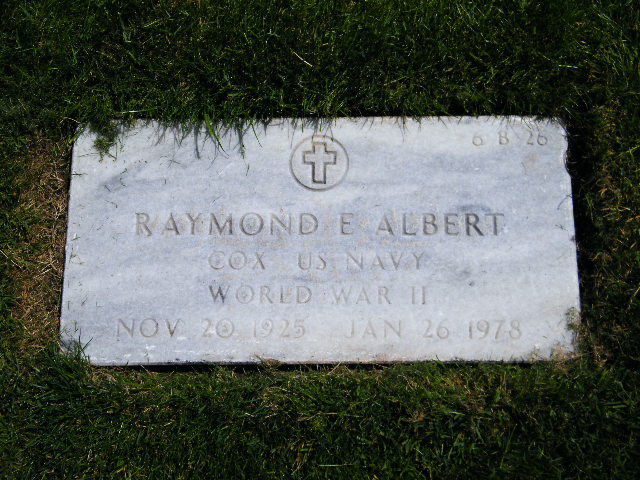 6 B 26
RAYMOND E ALBERT
COX US NAVY
WORLD WAR II
NOV 20 1925 JAN 26 1978